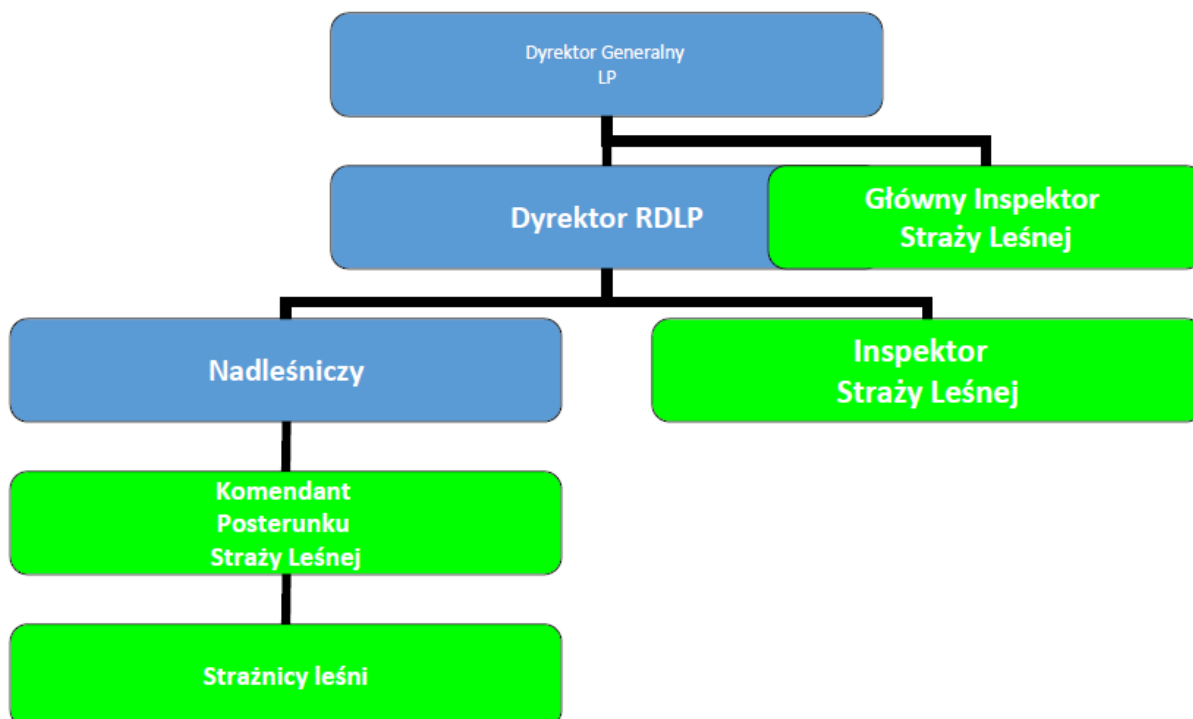 Dyrektor Generalny
LP
Dyrektor RDLP
Główny Inspektor
Straży Leśnej
Nadleśniczy
Inspektor
Straży Leśnej
Komendant
Posterunku
Straży Leśnej
Strażnicy leśni